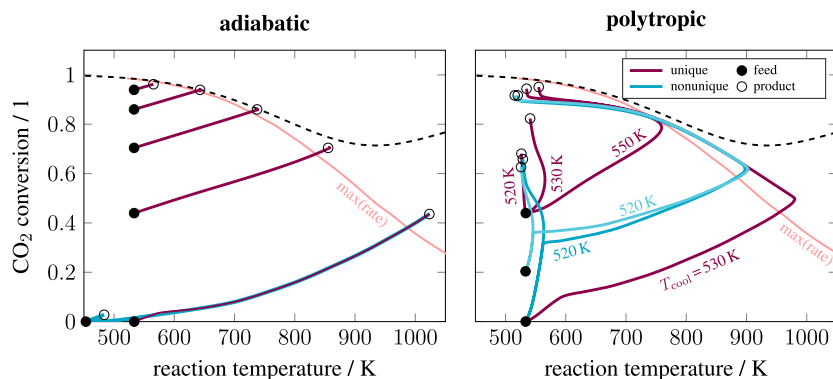 adiabatic
polytropic
CO2 conversion / 1
1
0.8
0.6
0.4
0.2
0
max(rate)
500 600 700 800 900 1000
reaction temperature / K
unique
feed
nonunique
product
550 K
530 K
520 K
520 K
520 K
Tcool=530 K
max(rate)
500 600 700 800 900 1000
reaction temperature / K